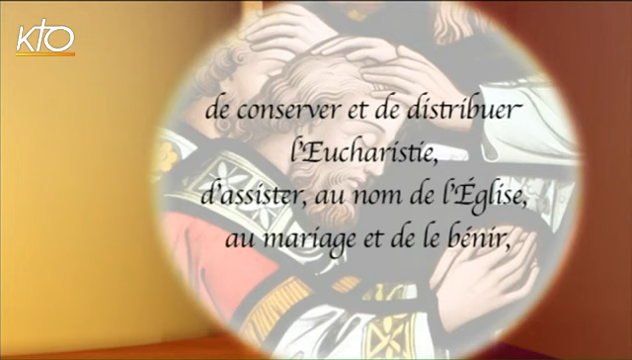 KTO
de conserver et de distribuer
l'Eucharistie,
d'assister, au nom de l'Église,
au mariage et de le bénir,